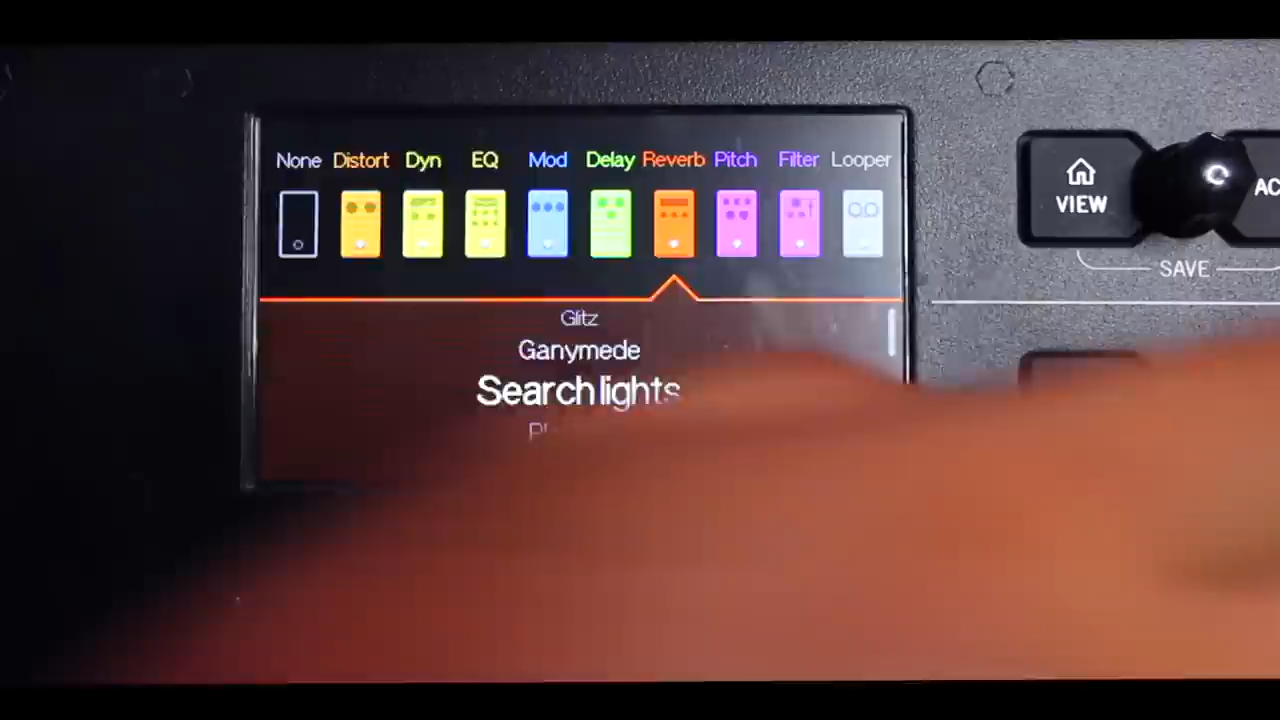 None Distort Dyn EQ Mod Delay Reverb Pitch Filter Looper
VIEW
SAVE
Glitz
Ganymede
Searchlights